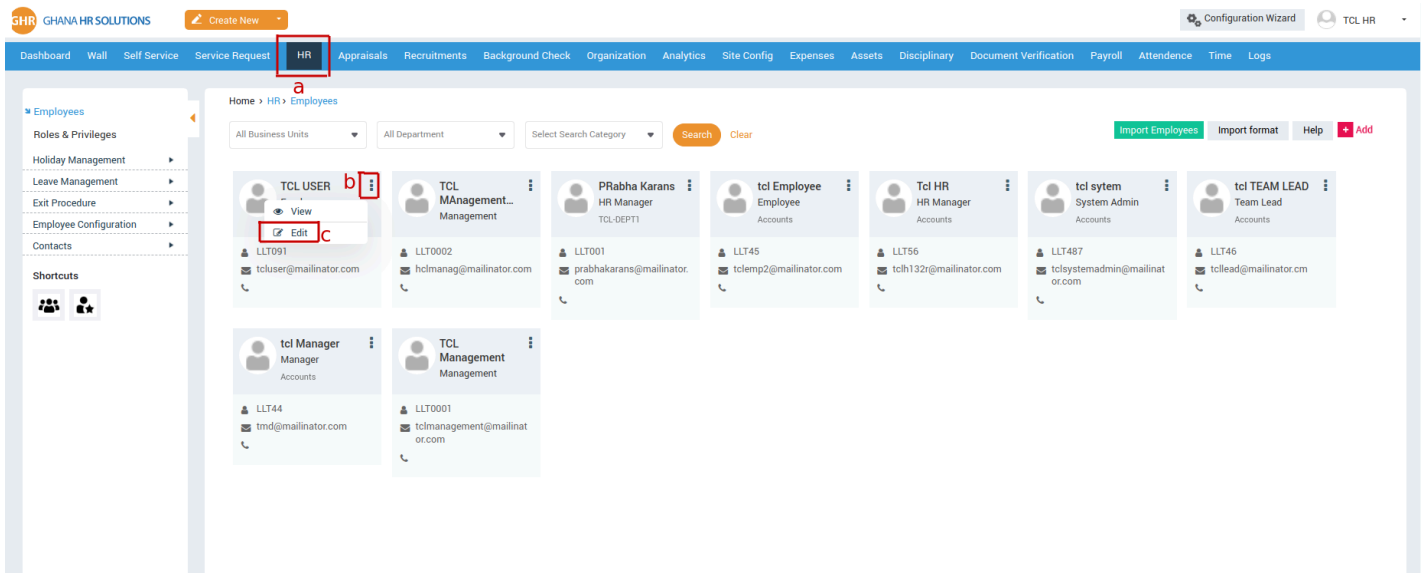 GHR GHANA HR SOLUTIONS Create New Configuration Wizard TCL HR
Dashboard Wall Self Service Service Request HR Appraisals Recruitments Background Check Organization Analytics Site Config Expenses Assets Disciplinary Document Verification Payroll Attendence Time Logs
a
Employees
Roles & Privileges
Holiday Management
Leave Management
Exit Procedure
Employee Configuration
Contacts
Shortcuts
Home › HR › Employees
All Business Units All Department Select Search Category Search Clear Import Employees Import format Help + Add
TCL USER
b
View
Edit
c
LLT091
tcluser@mailinator.com
TCL
MAnagement...
Management
LLT0002
hclmanag@mailinator.com
PRabha Karans
HR Manager
TCL-DEPT1
LLT001
prabhakarans@mailinator.
com
tcl Employee
Employee
Accounts
LLT45
tclemp2@mailinator.com
Tcl HR
HR Manager
Accounts
LLT56
tclh132r@mailinator.com
tcl sytem
System Admin
Accounts
LLT487
tclsystemadmin@mailinat
or.com
tcl TEAM LEAD
Team Lead
Accounts
LLT46
tcllead@mailinator.cm
tcl Manager
Manager
Accounts
LLT44
tmd@mailinator.com
TCL
Management
Management
LLT0001
tclmanagement@mailinat
or.com